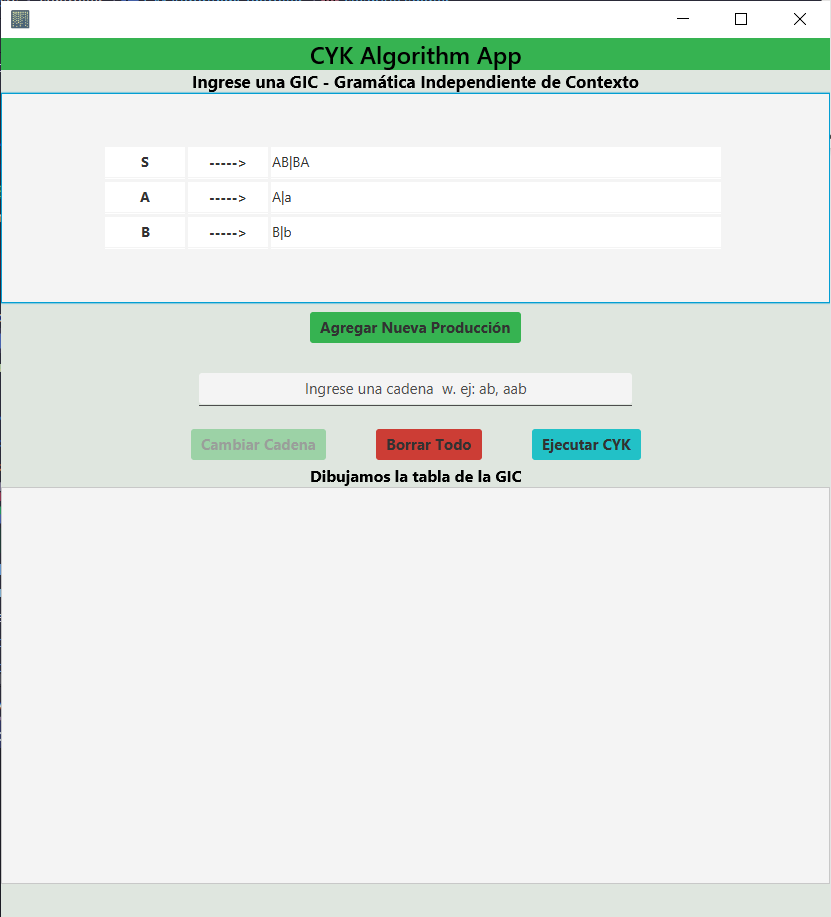 CYK Algorithm App
Ingrese una GIC - Gramática Independiente de Contexto
S -----> AB|BA
A -----> A|a
B -----> B|b
Agregar Nueva Producción
Ingrese una cadena  w. ej: ab, aab
Cambiar Cadena Borrar Todo Ejecutar CYK
Dibujamos la tabla de la GIC